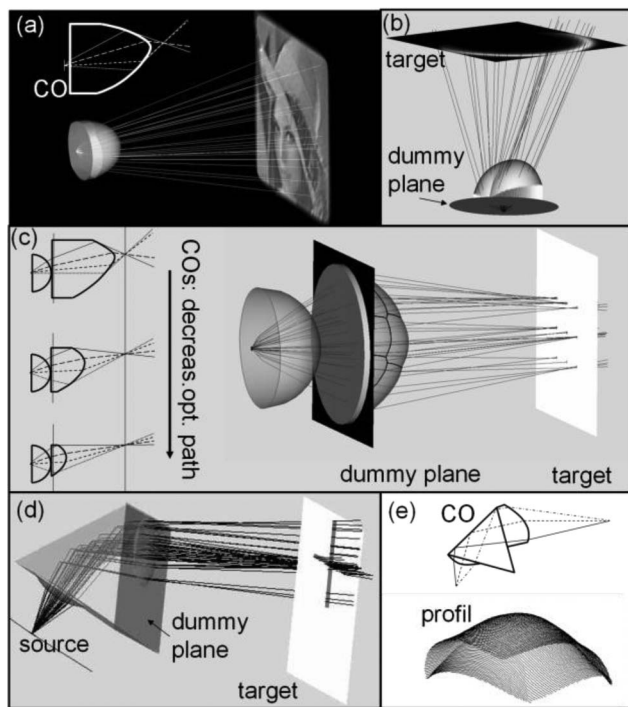 (a)
CO
(b)
target
dummy
plane
(c)
COs: decreas.opt. path
dummy plane
target
(d)
source
dummy
plane
target
(e)
CO
profil